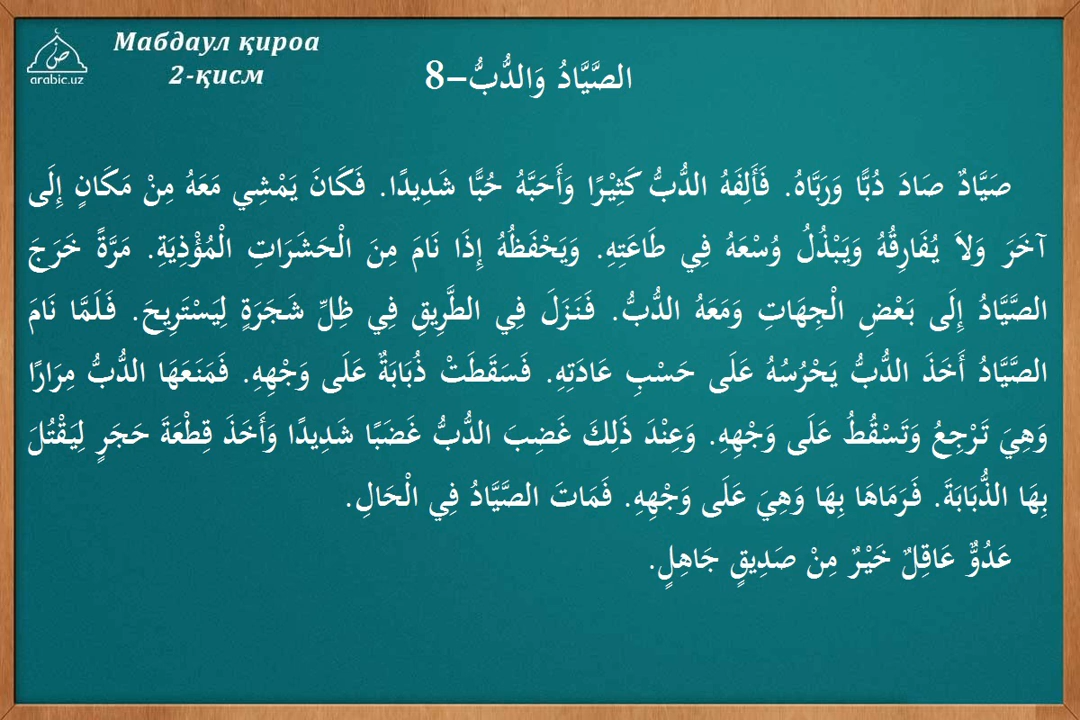 Мабдаул қироа
2-қисм
arabic.uz
8-الصَّيَّادُ وَالدُّبُّ
صَيَّادٌ صَادَ دُبًّا وَرَبَّاهُ. فَأَلِفَهُ الدُّبُّ كَثِيْرًا وَأَحَبَّهُ حُبًّا شَدِيدًا. فَكَانَ يَمْشِي مَعَهُ مِنْ مَكَانٍ إِلَى
آخَرَ وَلاَ يُفَارِقُهُ وَيَبْذُلُ وُسْعَهُ فِي طَاعَتِهِ. وَيَحْفَظُهُ إِذَا نَامَ مِنَ الْحَشَرَاتِ الْمُؤْذِيَةِ. مَرَّةً خَرَجَ
الصَّيَّادُ إِلَى بَعْضِ الْجِهَاتِ وَمَعَهُ الدُّبُّ. فَنَزَلَ فِي الطَّرِيقِ فِي ظِلِّ شَجَرَةٍ لِيَسْتَرِيحَ. فَلَمَّا نَامَ
الصَّيَّادُ أَخَذَ الدُّبُّ يَحْرُسُهُ عَلَى حَسْبِ عَادَتِهِ. فَسَقَطَتْ ذُبَابَةٌ عَلَى وَجْهِهِ. فَمَنَعَهَا الدُّبُّ مِرَارًا
وَهِيَ تَرْجِعُ وَتَسْقُطُ عَلَى وَجْهِهِ. وَعِنْدَ ذَلِكَ غَضِبَ الدُّبُّ غَضَبًا شَدِيدًا وَأَخَذَ قِطْعَةَ حَجَرٍ لِيَقْتُلَ
بِهَا الذُّبَابَةَ. فَرَمَاهَا بِهَا وَهِيَ عَلَى وَجْهِهِ. فَمَاتَ الصَّيَّادُ فِي الْحَالِ.
عَدُوٌّ عَاقِلٌ خَيْرٌ مِنْ صَدِيقٍ جَاهِلٍ.